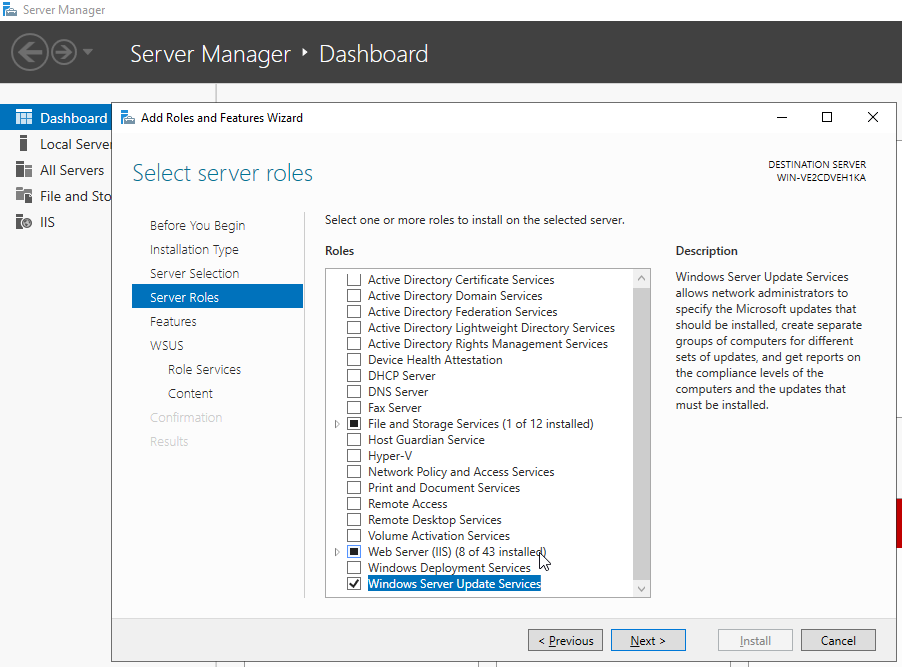 Server Manager
Server Manager ‣ Dashboard
Dashboard
Local Server
All Servers
File and Sto
IIS
Add Roles and Features Wizard
Select server roles
DESTINATION SERVER
WIN-VE2CDVEH1KA
Before You Begin
Installation Type
Server Selection
Server Roles
Features
WSUS
Role Services
Content
Confirmation
Results
Select one or more roles to install on the selected server.
Roles
Active Directory Certificate Services
Active Directory Domain Services
Active Directory Federation Services
Active Directory Lightweight Directory Services
Active Directory Rights Management Services
Device Health Attestation
DHCP Server
DNS Server
Fax Server
File and Storage Services (1 of 12 installed)
Host Guardian Service
Hyper-V
Network Policy and Access Services
Print and Document Services
Remote Access
Remote Desktop Services
Volume Activation Services
Web Server (IIS) (8 of 43 installed)
Windows Deployment Services
Windows Server Update Services
Description
Windows Server Update Services
allows network administrators to
specify the Microsoft updates that
should be installed, create separate
groups of computers for different
sets of updates, and get reports on
the compliance levels of the
computers and the updates that
must be installed.
< Previous
Next >
Install
Cancel